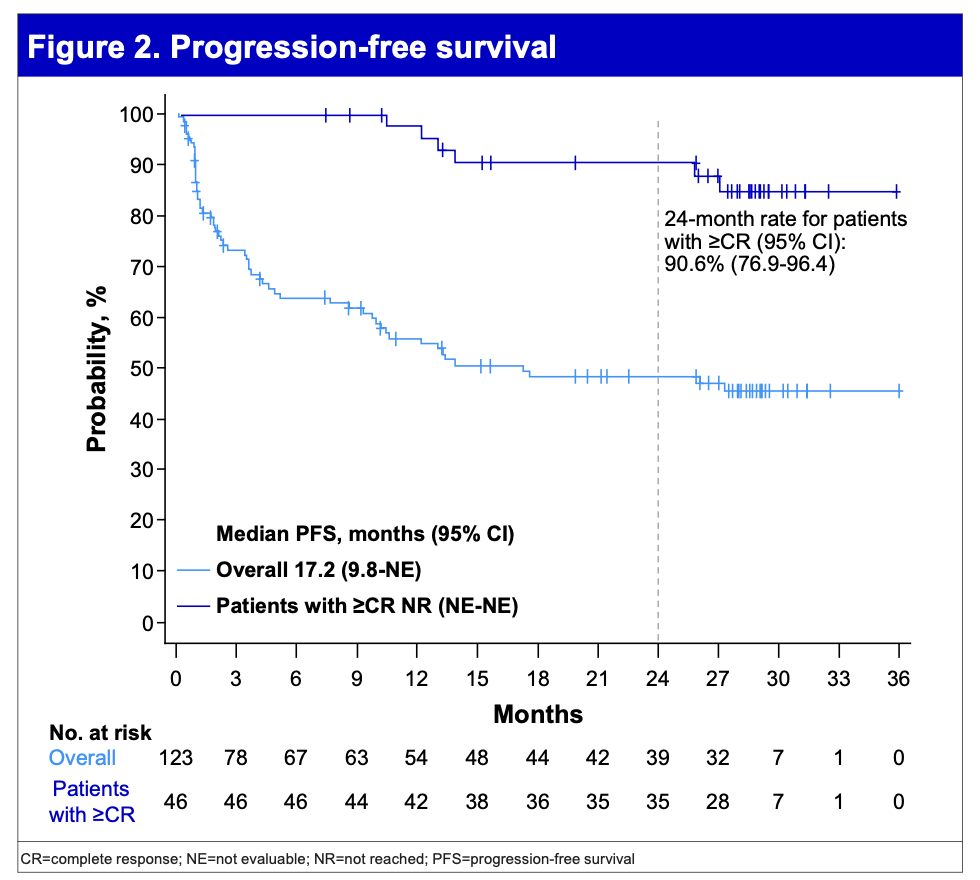 Figure 2. Progression-free survival
Probability, %
100
90
80
70
60
50
40
30
20
10
0
24-month rate for patients
with ≥CR (95% CI):
90.6% (76.9-96.4)
Median PFS, months (95% CI)
Overall 17.2 (9.8-NE)
Patients with ≥CR NR (NE-NE)
0 3 6 9 12 15 18 21 24 27 30 33 36
Months
No. at risk
Overall 123 78 67 63 54 48 44 42 39 32 7 1 0
Patients
with ≥CR 46 46 46 44 42 38 36 35 35 28 7 1 0
CR=complete response; NE=not evaluable; NR=not reached; PFS=progression-free survival